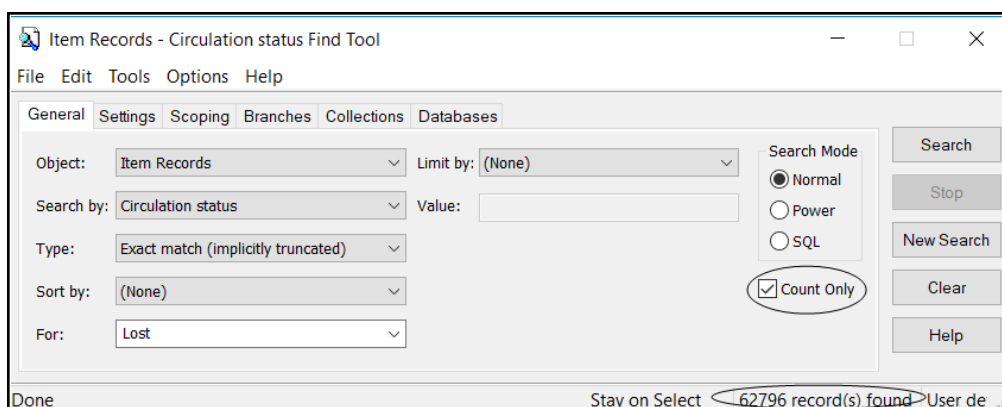 Item Records - Circulation status Find Tool
File Edit Tools Options Help
General Settings Scoping Branches Collections Databases
Object: Item Records Limit by: (None) Search Mode Search
Normal
Search by: Circulation status Value: Power Stop
Type: Exact match (implicitly truncated) SQL New Search
Sort by: (None) Count Only Clear
For: Lost Help
Done Stay on Select 62796 record(s) found User de